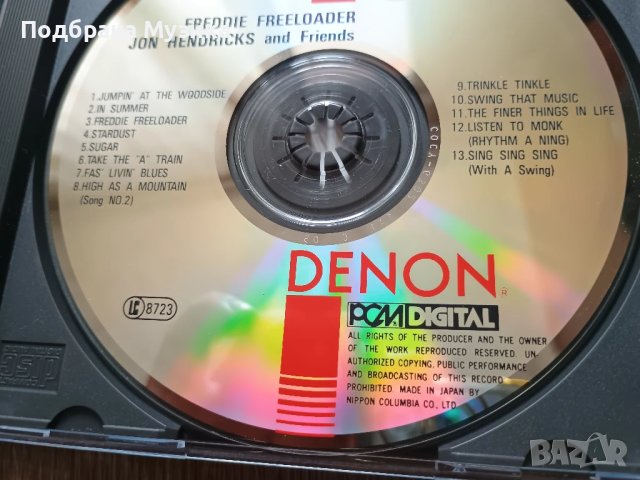 Подбрака Музика
FREDDIE FREELOADER
JON HENDRICKS and Friends
1.JUMPIN' AT THE WOODSIDE
2.IN SUMMER
3.FREDDIE FREELOADER
4.STARDUST
5.SUGAR
6.TAKE THE "A" TRAIN
7.FAS' LIVIN' BLUES
8.HIGH AS A MOUNTAIN
(Song NO.2)
9.TRINKLE TINKLE
10.SWING THAT MUSIC
11.THE FINER THINGS IN LIFE
12.LISTEN TO MONK
(RHYTHM A NING)
13.SING SING SING
(With A Swing)
DENON
R
LC 8723
PCM DIGITAL
ALL RIGHTS OF THE PRODUCER AND THE OWNER
OF THE WORK REPRODUCED RESERVED. UN-
AUTHORIZED COPYING, PUBLIC PERFORMANCE
AND BROADCASTING OF THIS RECORD
PROHIBITED. MADE IN JAPAN BY
NIPPON COLUMBIA CO., LTD.
BAZAR